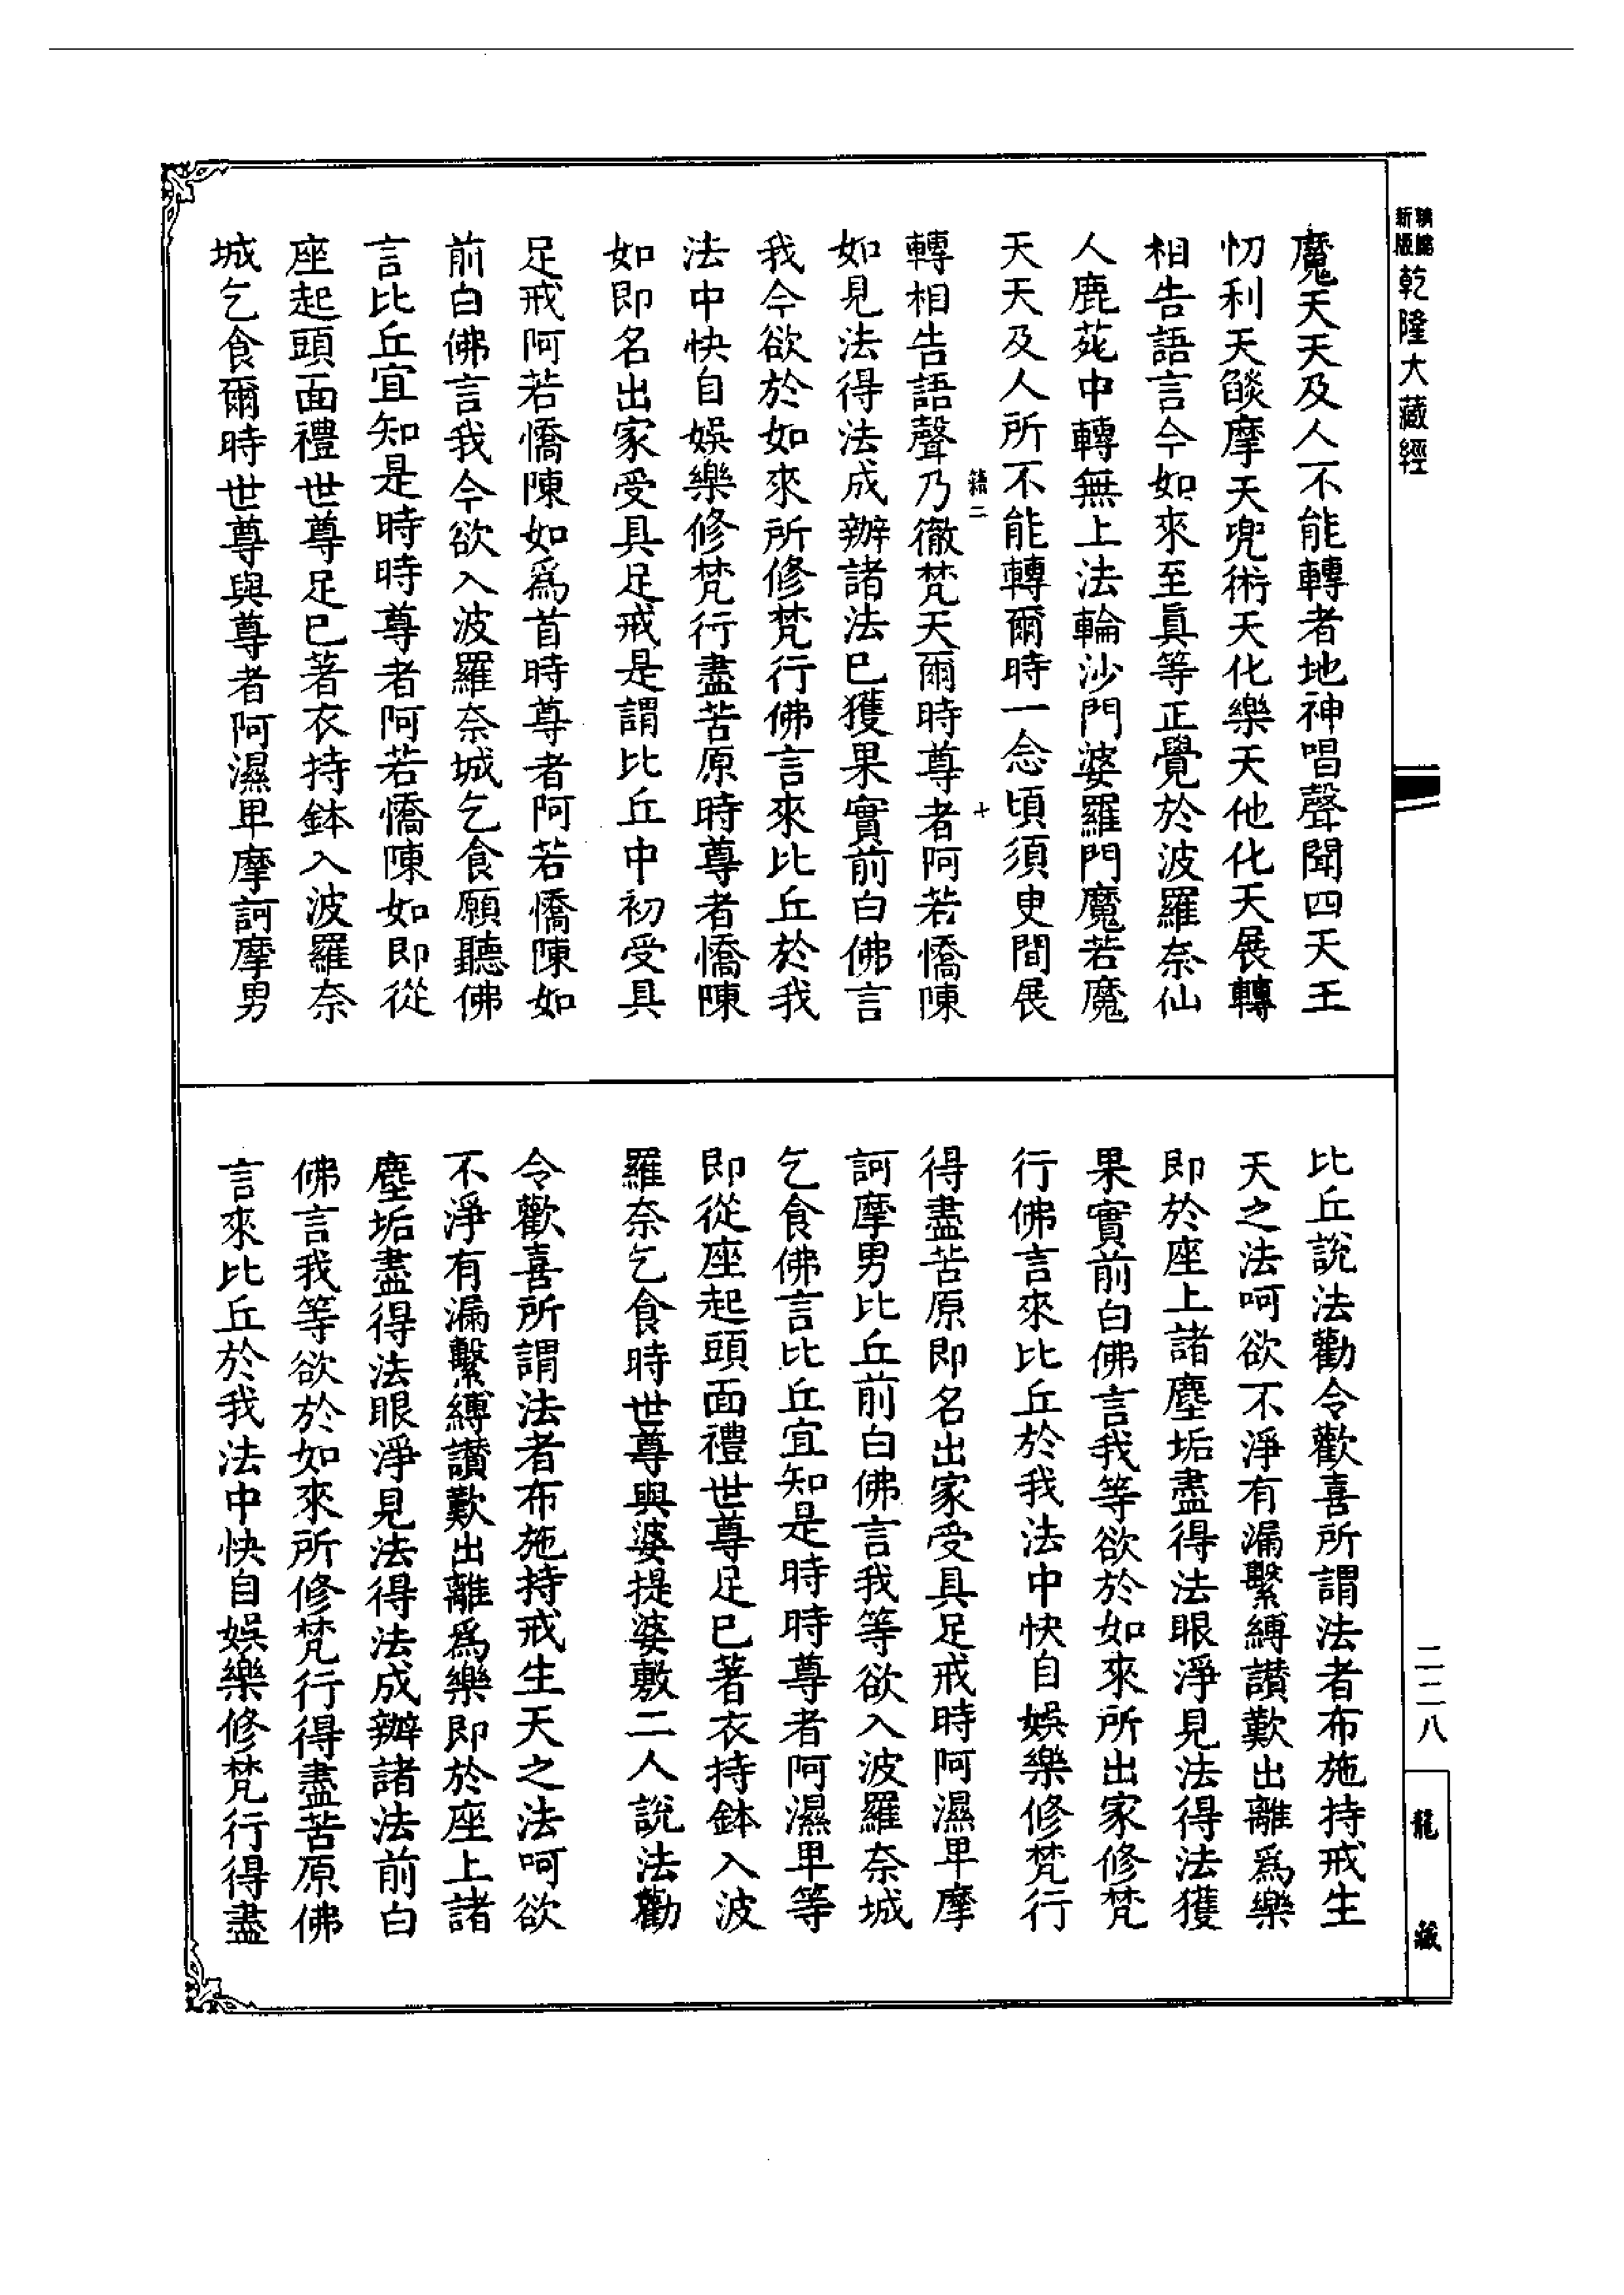 新編
新版
乾隆大藏經
魔天天及人不能轉者地神唱聲聞四天王
忉利天燄摩天兜術天化樂天他化天展轉
相告語言今如來至眞等正覺於波羅奈仙
人鹿苑中轉無上法輪沙門婆羅門魔若魔
天天及人所不能轉爾時一念頃須臾間展
轉相告語聲乃徹梵天爾時尊者阿若憍陳
如見法得法成辦諸法已獲果實前白佛言
我今欲於如來所修梵行佛言來比丘於我
法中快自娛樂修梵行盡苦原時尊者憍陳
如即名出家受具足戒是謂比丘中初受具
足戒阿若憍陳如爲首時尊者阿若憍陳如
前白佛言我今欲入波羅奈城乞食願聽佛
言比丘宜知是時時尊者阿若憍陳如即從
座起頭面禮世尊足已著衣持鉢入波羅奈
城乞食爾時世尊與尊者阿濕卑摩訶摩男
比丘說法勸令歡喜所謂法者布施持戒生
天之法呵欲不淨有漏繫縛讃歎出離爲樂
即於座上諸塵垢盡得法眼淨見法得法獲
果實前白佛言我等欲於如來所出家修梵
行佛言來比丘於我法中快自娛樂修梵行
得盡苦原即名出家受具足戒時阿濕卑摩
訶摩男比丘前白佛言我等欲入波羅奈城
乞食佛言比丘宜知是時時尊者阿濕卑等
即從座起頭面禮世尊足已著衣持鉢入波
羅奈乞食時世尊與婆提婆敷二人說法勸
令歡喜所謂法者布施持戒生天之法呵欲
不淨有漏繫縛讃歎出離爲樂即於座上諸
塵垢盡得法眼淨見法得法成辦諸法前白
佛言我等欲於如來所修梵行得盡苦原佛
言來比丘於我法中快自娛樂修梵行得盡
二二八
龍藏